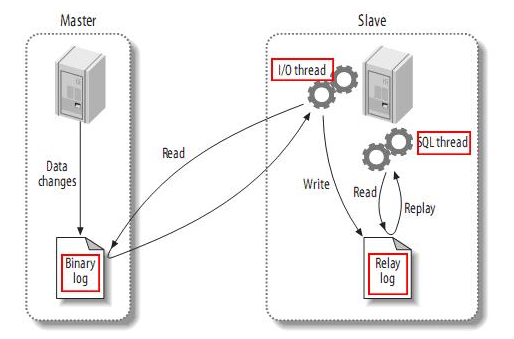 Master
Slave
I/O thread
SQL thread
Data
changes
Read
Write
Read
Replay
Binary
log
Relay
log